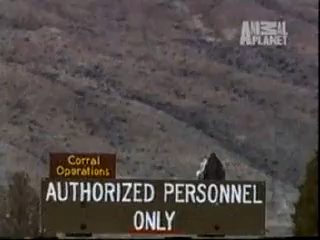 ANIMAL
PLANET
Corral
Operations
AUTHORIZED PERSONNEL
ONLY